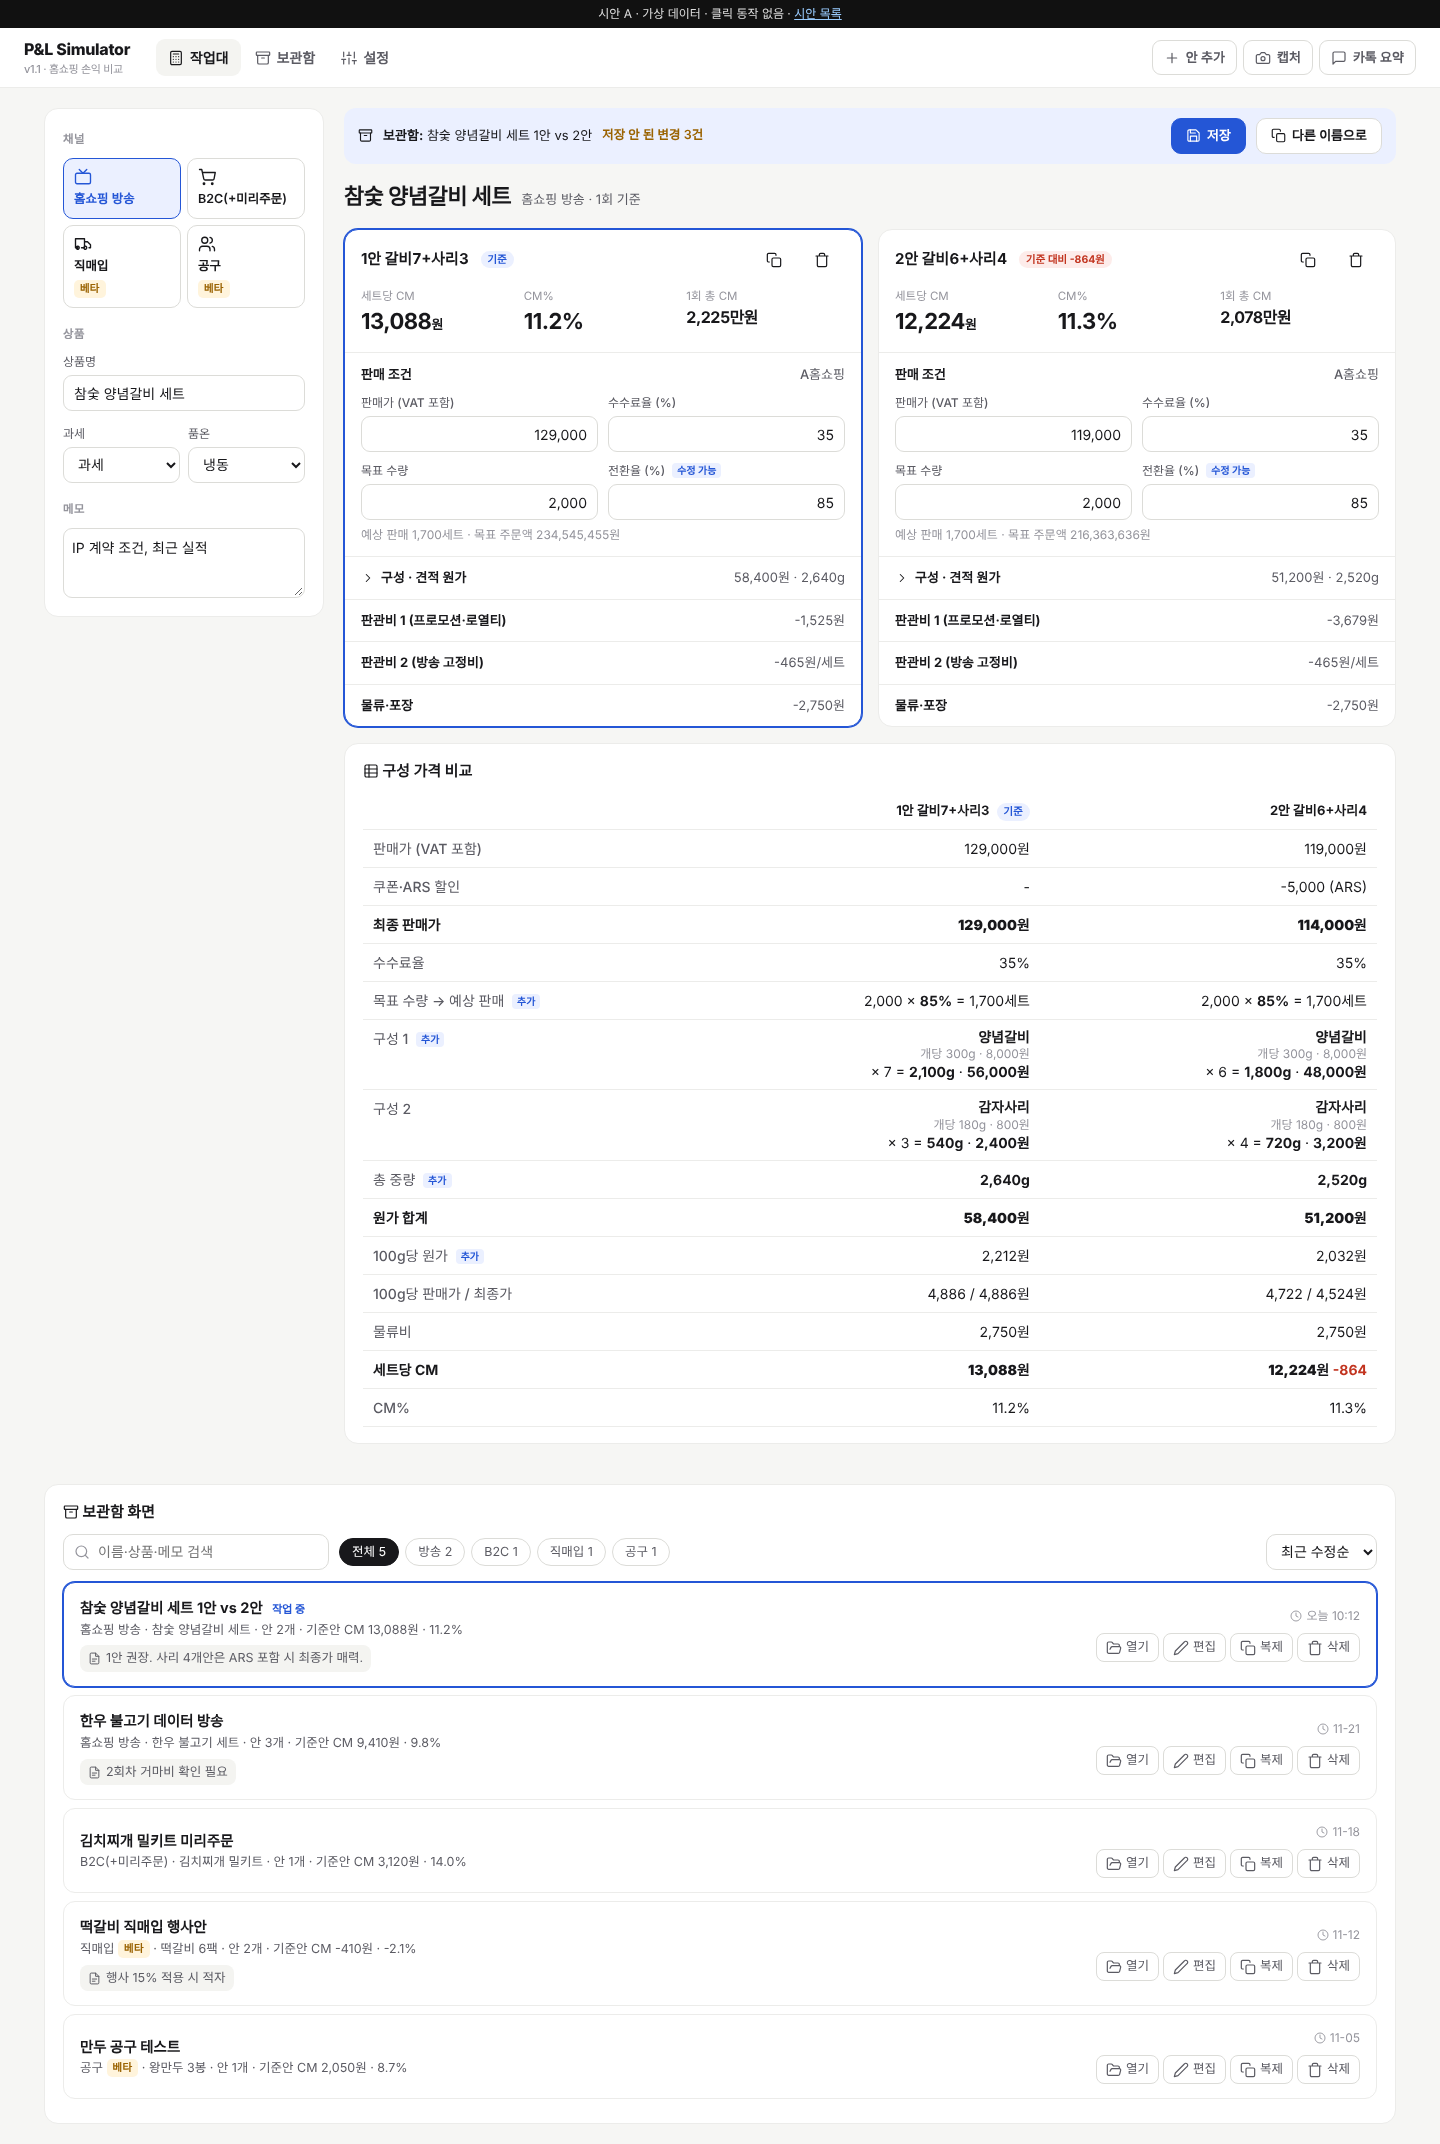 시안 A · 가상 데이터 · 클릭 동작 없음 · 시안 목록
P&L Simulator
v1.1 · 홈쇼핑 손익 비교
작업대
보관함
설정
안 추가
캡처
카톡 요약
채널
홈쇼핑 방송
B2C(+미리주문)
직매입
베타
공구
베타
상품
상품명
참숯 양념갈비 세트
과세
품온
과세
냉동
메모
IP 계약 조건, 최근 실적
보관함: 참숯 양념갈비 세트 1안 vs 2안 저장 안 된 변경 3건
저장
다른 이름으로
참숯 양념갈비 세트 홈쇼핑 방송 · 1회 기준
1안 갈비7+사리3 기준
세트당 CM
CM%
1회 총 CM
13,088원
11.2%
2,225만원
판매 조건
A홈쇼핑
판매가 (VAT 포함)
수수료율 (%)
129,000
35
목표 수량
전환율 (%) 수정 가능
2,000
85
예상 판매 1,700세트 · 목표 주문액 234,545,455원
구성 · 견적 원가
58,400원 · 2,640g
판관비 1 (프로모션·로열티)
-1,525원
판관비 2 (방송 고정비)
-465원/세트
물류·포장
-2,750원
2안 갈비6+사리4 기준 대비 -864원
세트당 CM
CM%
1회 총 CM
12,224원
11.3%
2,078만원
판매 조건
A홈쇼핑
판매가 (VAT 포함)
수수료율 (%)
119,000
35
목표 수량
전환율 (%) 수정 가능
2,000
85
예상 판매 1,700세트 · 목표 주문액 216,363,636원
구성 · 견적 원가
51,200원 · 2,520g
판관비 1 (프로모션·로열티)
-3,679원
판관비 2 (방송 고정비)
-465원/세트
물류·포장
-2,750원
구성 가격 비교
1안 갈비7+사리3 기준
2안 갈비6+사리4
판매가 (VAT 포함)
129,000원
119,000원
쿠폰·ARS 할인
-
-5,000 (ARS)
최종 판매가
129,000원
114,000원
수수료율
35%
35%
목표 수량 → 예상 판매 추가
2,000 × 85% = 1,700세트
2,000 × 85% = 1,700세트
구성 1 추가
양념갈비
개당 300g · 8,000원
× 7 = 2,100g · 56,000원
양념갈비
개당 300g · 8,000원
× 6 = 1,800g · 48,000원
구성 2
감자사리
개당 180g · 800원
× 3 = 540g · 2,400원
감자사리
개당 180g · 800원
× 4 = 720g · 3,200원
총 중량 추가
2,640g
2,520g
원가 합계
58,400원
51,200원
100g당 원가 추가
2,212원
2,032원
100g당 판매가 / 최종가
4,886 / 4,886원
4,722 / 4,524원
물류비
2,750원
2,750원
세트당 CM
13,088원
12,224원 -864
CM%
11.2%
11.3%
보관함 화면
이름·상품·메모 검색
전체 5
방송 2
B2C 1
직매입 1
공구 1
최근 수정순
참숯 양념갈비 세트 1안 vs 2안 작업 중
홈쇼핑 방송 · 참숯 양념갈비 세트 · 안 2개 · 기준안 CM 13,088원 · 11.2%
1안 권장. 사리 4개안은 ARS 포함 시 최종가 매력.
오늘 10:12
열기
편집
복제
삭제
한우 불고기 데이터 방송
홈쇼핑 방송 · 한우 불고기 세트 · 안 3개 · 기준안 CM 9,410원 · 9.8%
2회차 거마비 확인 필요
11-21
열기
편집
복제
삭제
김치찌개 밀키트 미리주문
B2C(+미리주문) · 김치찌개 밀키트 · 안 1개 · 기준안 CM 3,120원 · 14.0%
11-18
열기
편집
복제
삭제
떡갈비 직매입 행사안
직매입 베타 · 떡갈비 6팩 · 안 2개 · 기준안 CM -410원 · -2.1%
행사 15% 적용 시 적자
11-12
열기
편집
복제
삭제
만두 공구 테스트
공구 베타 · 왕만두 3봉 · 안 1개 · 기준안 CM 2,050원 · 8.7%
11-05
열기
편집
복제
삭제